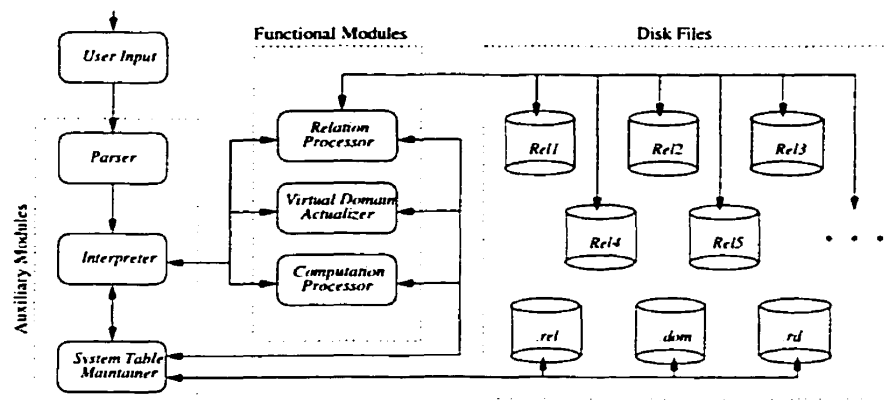 Functional Modules
Disk Files
User Input
Relation
Processor
Rel1
Rel2
Rel3
Parser
Virtual Domain
Actualizer
Rel4
Rel5
. . .
Interpreter
Computation
Processor
Auxiliary Modules
System Table
Maintainer
.rel
dom
rd